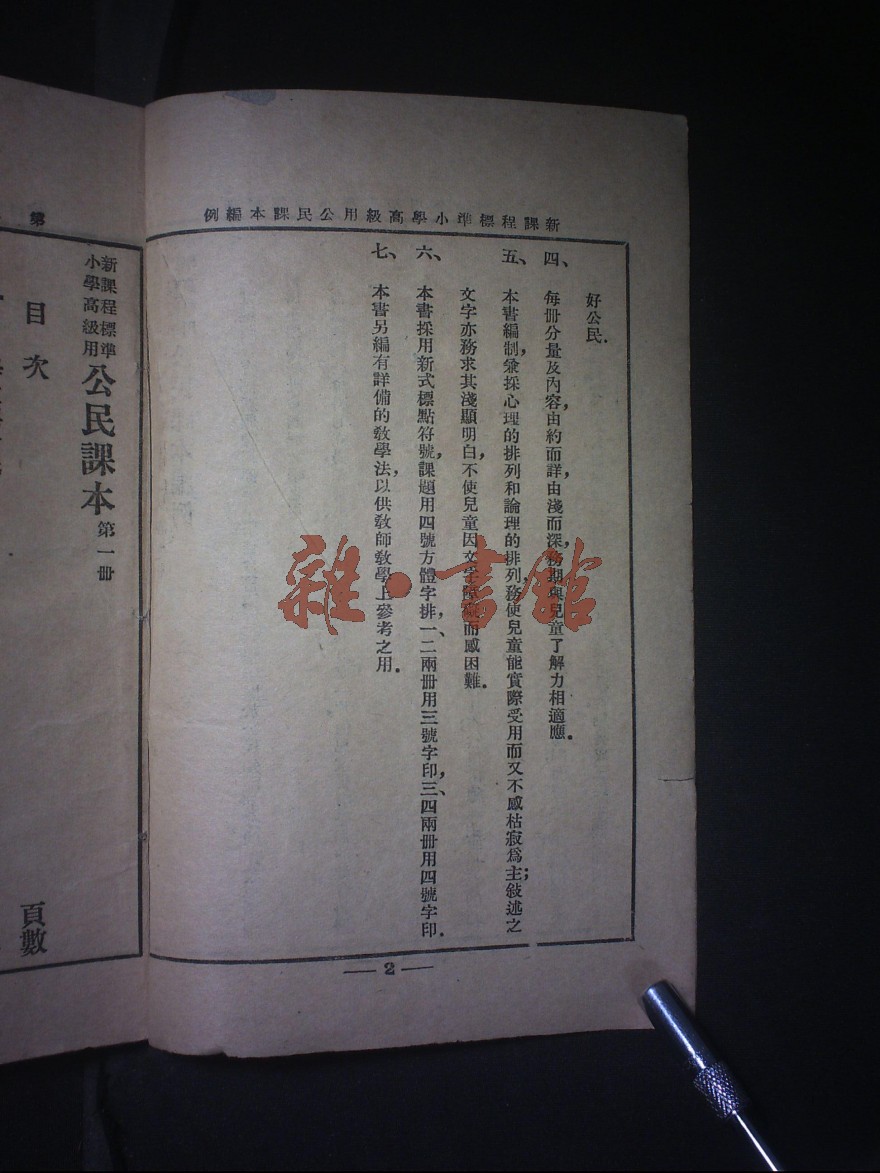 新課程標準小學高級用公民課本編例
好公民.
四、每冊分量及內容,由約而詳,由淺而深,務期與兒童了解力相適應.
五、本書編制,兼採心理的排列和論理的排列,務使兒童能實際受用而又不感枯寂爲主;敍述之
文字亦務求其淺顯明白,不使兒童因文字障礙而感困難.
六、本書採用新式標點符號,課題用四號方體字排,一、二兩冊用三號字印,三、四兩冊用四號字印.
七、本書另編有詳備的敎學法,以供敎師敎學上參考之用.
— 2 —
第
新課程標準
小學高級用
公民課本 第一冊
目次
頁數
雜·書館